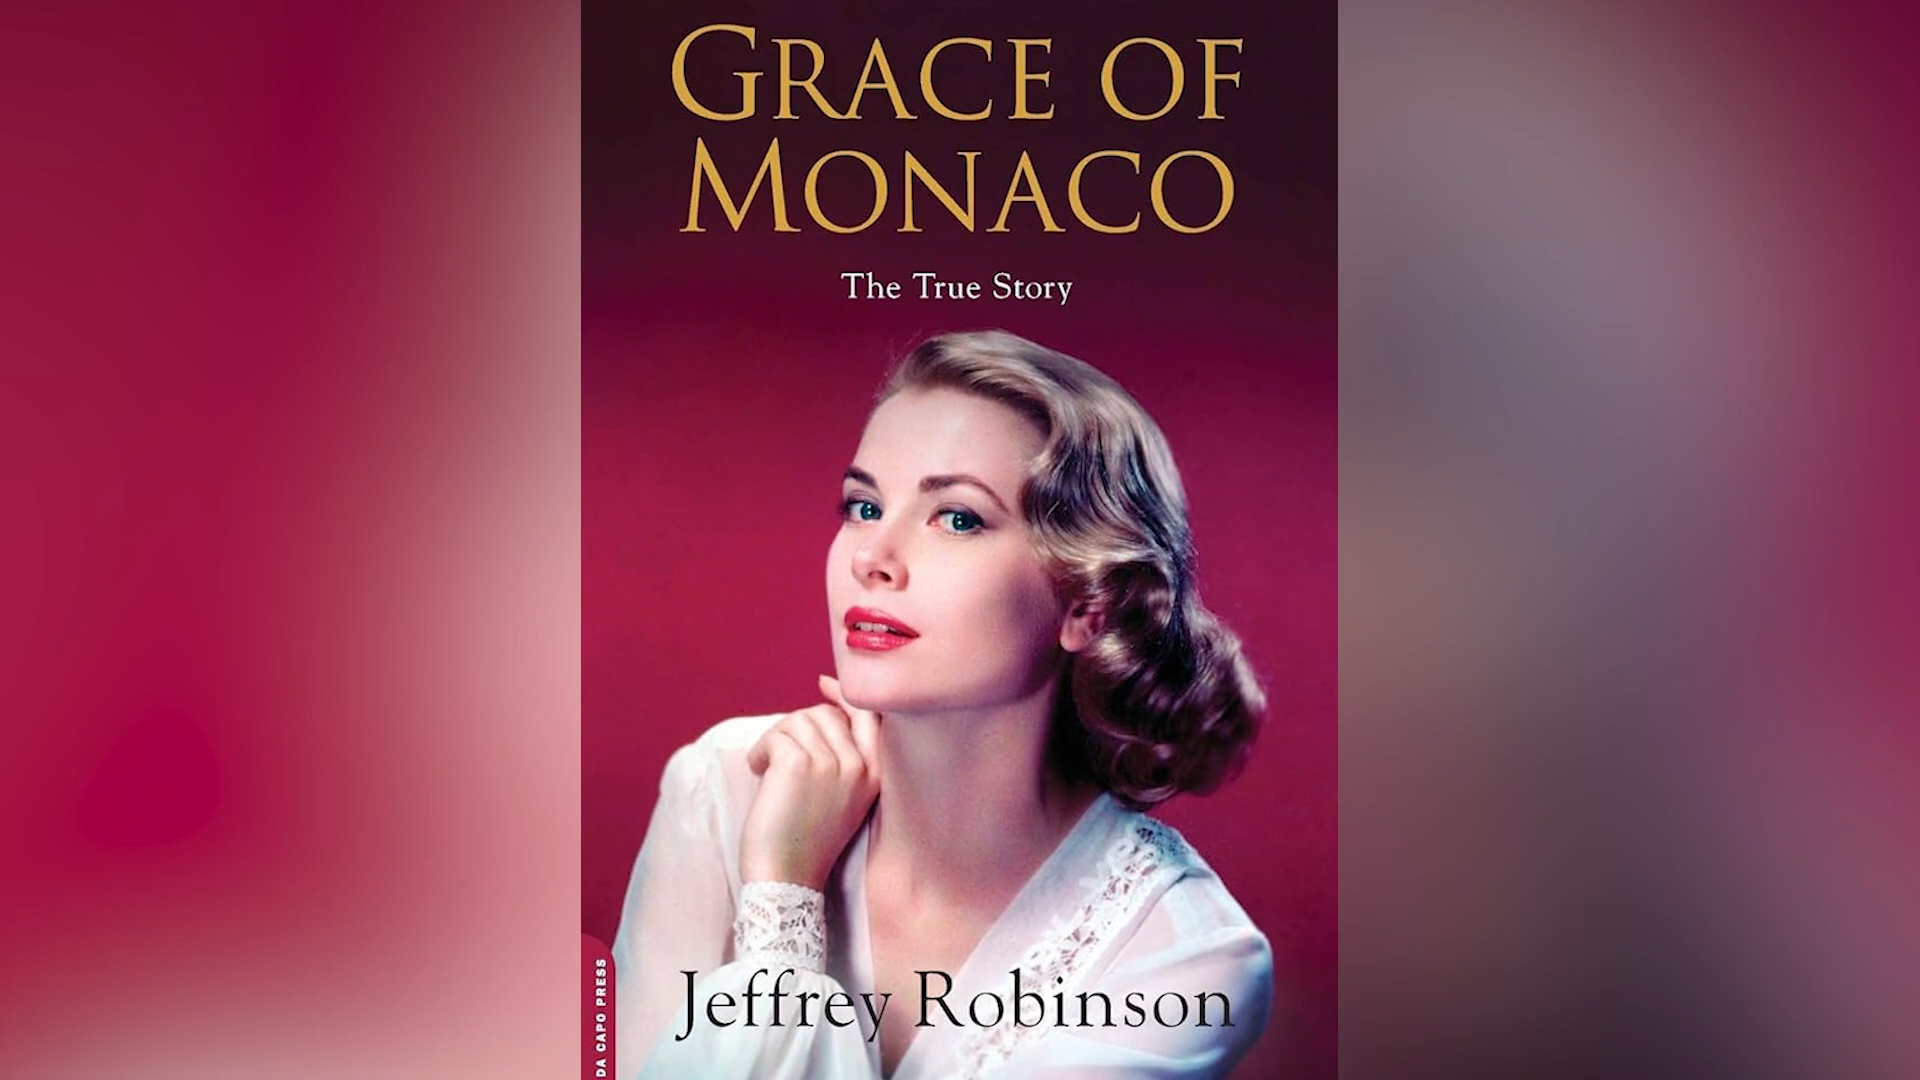 GRACE OF
MONACO
The True Story
Jeffrey Robinson
DA CAPO PRESS